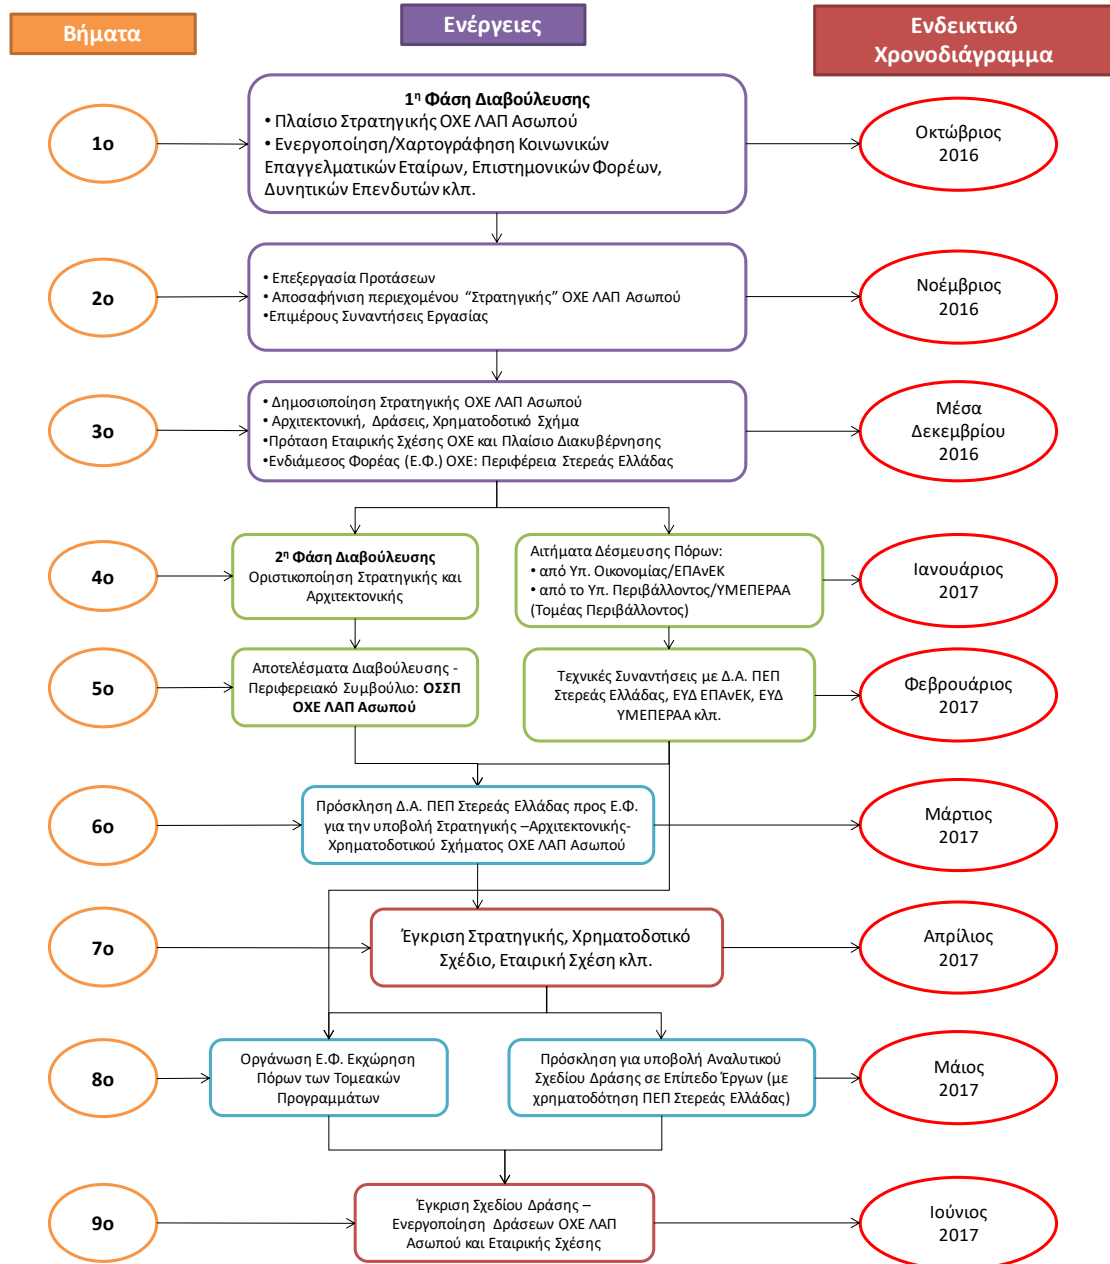 Βήματα
Ενέργειες
Ενδεικτικό
Χρονοδιάγραμμα
1ο
1η Φάση Διαβούλευσης
• Πλαίσιο Στρατηγικής ΟΧΕ ΛΑΠ Ασωπού
• Ενεργοποίηση/Χαρτογράφηση Κοινωνικών
Επαγγελματικών Εταίρων, Επιστημονικών Φορέων,
Δυνητικών Επενδυτών κλπ.
Οκτώβριος
2016
2ο
• Επεξεργασία Προτάσεων
• Αποσαφήνιση περιεχομένου “Στρατηγικής” ΟΧΕ ΛΑΠ Ασωπού
•Επιμέρους Συναντήσεις Εργασίας
Νοέμβριος
2016
3ο
• Δημοσιοποίηση Στρατηγικής ΟΧΕ ΛΑΠ Ασωπού
• Αρχιτεκτονική, Δράσεις, Χρηματοδοτικό Σχήμα
•Πρόταση Εταιρικής Σχέσης ΟΧΕ και Πλαίσιο Διακυβέρνησης
•Ενδιάμεσος Φορέας (Ε.Φ.) ΟΧΕ: Περιφέρεια Στερεάς Ελλάδας
Μέσα
Δεκεμβρίου
2016
4ο
2η Φάση Διαβούλευσης
Οριστικοποίηση Στρατηγικής και
Αρχιτεκτονικής
Αιτήματα Δέσμευσης Πόρων:
• από Υπ. Οικονομίας/ΕΠΑνΕΚ
• από το Υπ. Περιβάλλοντος/ΥΜΕΠΕΡΑΑ
(Τομέας Περιβάλλοντος)
Ιανουάριος
2017
5ο
Αποτελέσματα Διαβούλευσης -
Περιφερειακό Συμβούλιο: ΟΣΣΠ
ΟΧΕ ΛΑΠ Ασωπού
Τεχνικές Συναντήσεις με Δ.Α. ΠΕΠ
Στερεάς Ελλάδας, ΕΥΔ ΕΠΑνΕΚ, ΕΥΔ
ΥΜΕΠΕΡΑΑ κλπ.
Φεβρουάριος
2017
6ο
Πρόσκληση Δ.Α. ΠΕΠ Στερεάς Ελλάδας προς Ε.Φ.
για την υποβολή Στρατηγικής –Αρχιτεκτονικής-
Χρηματοδοτικού Σχήματος ΟΧΕ ΛΑΠ Ασωπού
Μάρτιος
2017
7ο
Έγκριση Στρατηγικής, Χρηματοδοτικό
Σχέδιο, Εταιρική Σχέση κλπ.
Απρίλιος
2017
8ο
Οργάνωση Ε.Φ. Εκχώρηση
Πόρων των Τομεακών
Προγραμμάτων
Πρόσκληση για υποβολή Αναλυτικού
Σχεδίου Δράσης σε Επίπεδο Έργων (με
χρηματοδότηση ΠΕΠ Στερεάς Ελλάδας)
Μάιος
2017
9ο
Έγκριση Σχεδίου Δράσης –
Ενεργοποίηση Δράσεων ΟΧΕ ΛΑΠ
Ασωπού και Εταιρικής Σχέσης
Ιούνιος
2017